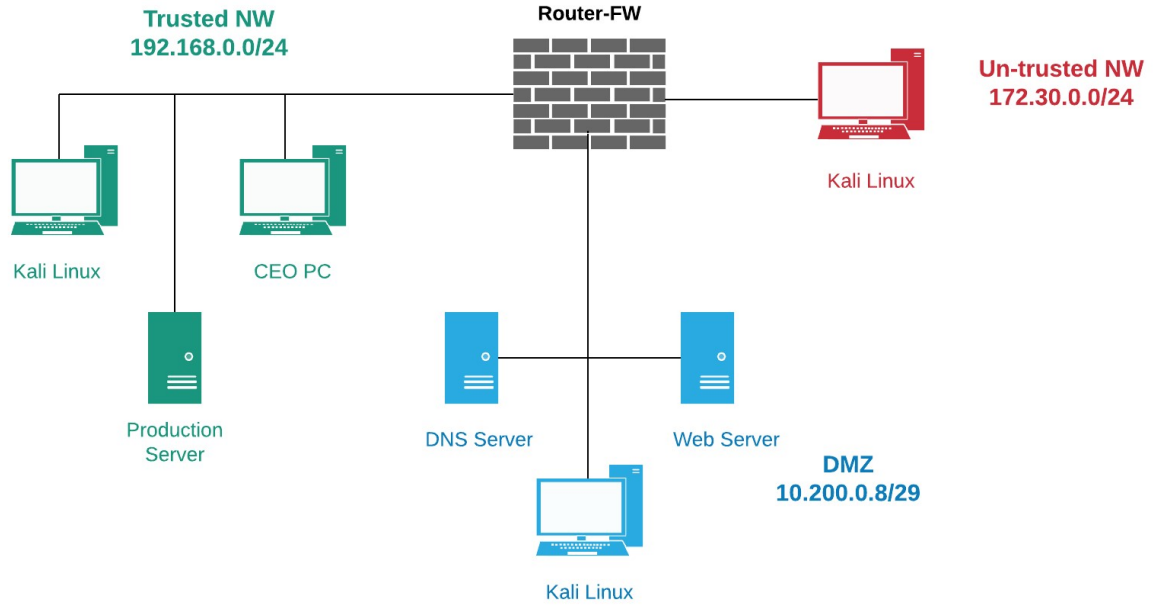 Trusted NW
192.168.0.0/24
Router-FW
Un-trusted NW
172.30.0.0/24
Kali Linux
Kali Linux
CEO PC
Production
Server
DNS Server
Web Server
DMZ
10.200.0.8/29
Kali Linux